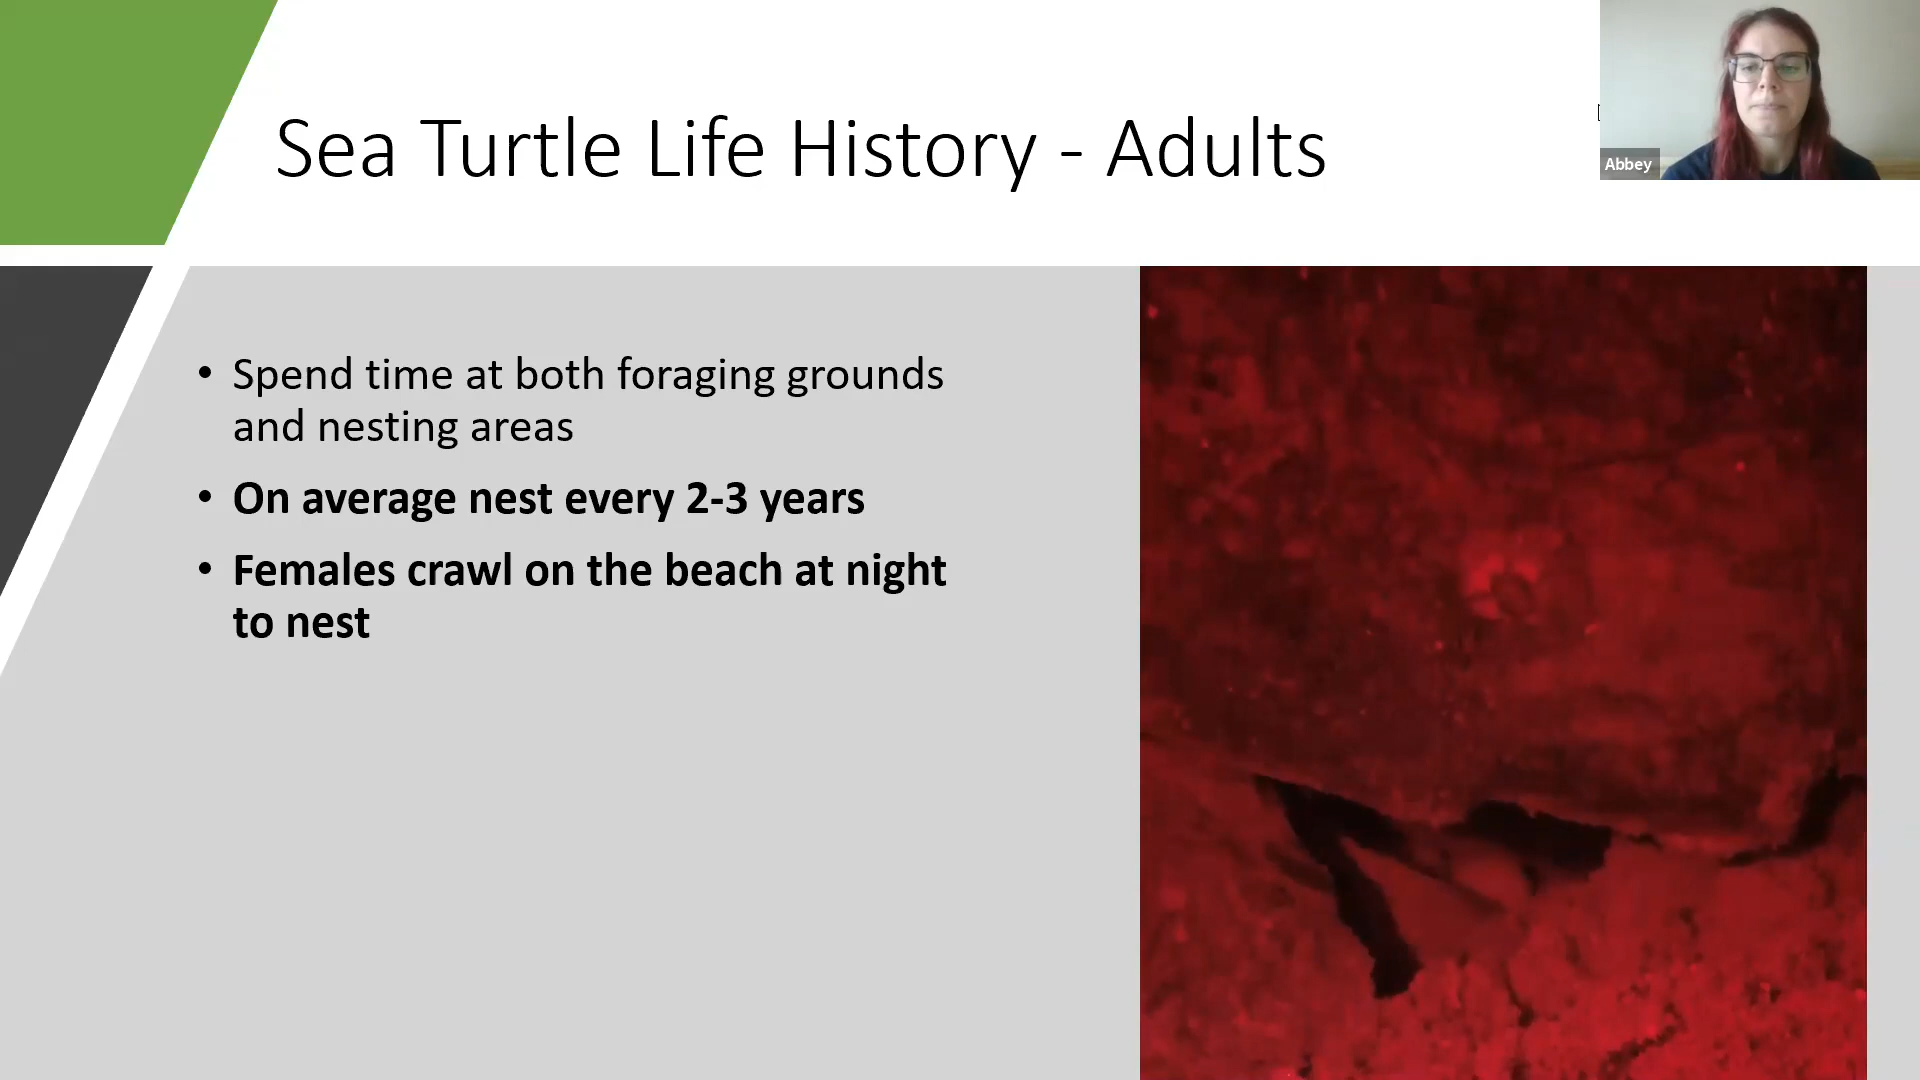 Sea Turtle Life History - Adults
Abbey
• Spend time at both foraging grounds
and nesting areas
• On average nest every 2-3 years
• Females crawl on the beach at night
to nest